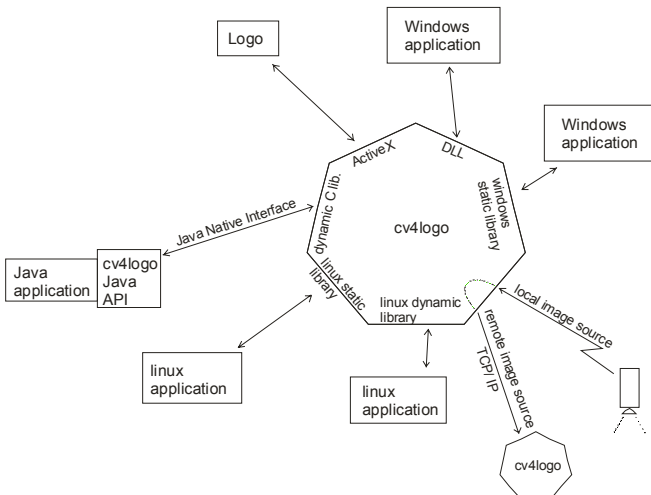 Logo
Windows
application
Windows
application
ActiveX
DLL
windows
static library
dynamic C lib.
cv4logo
Java Native Interface
Java
application
cv4logo
Java
API
linux static
library
linux dynamic
library
local image source
remote image source
TCP/ IP
linux
application
linux
application
cv4logo